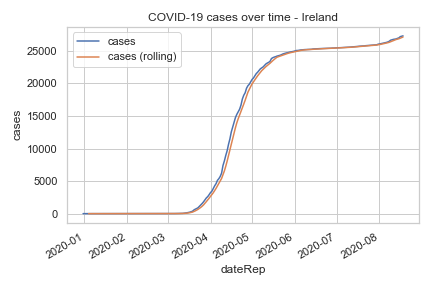 COVID-19 cases over time - Ireland
cases
cases (rolling)
25000
20000
15000
10000
5000
0
cases
2020-01
2020-02
2020-03
2020-04
2020-05
2020-06
2020-07
2020-08
dateRep